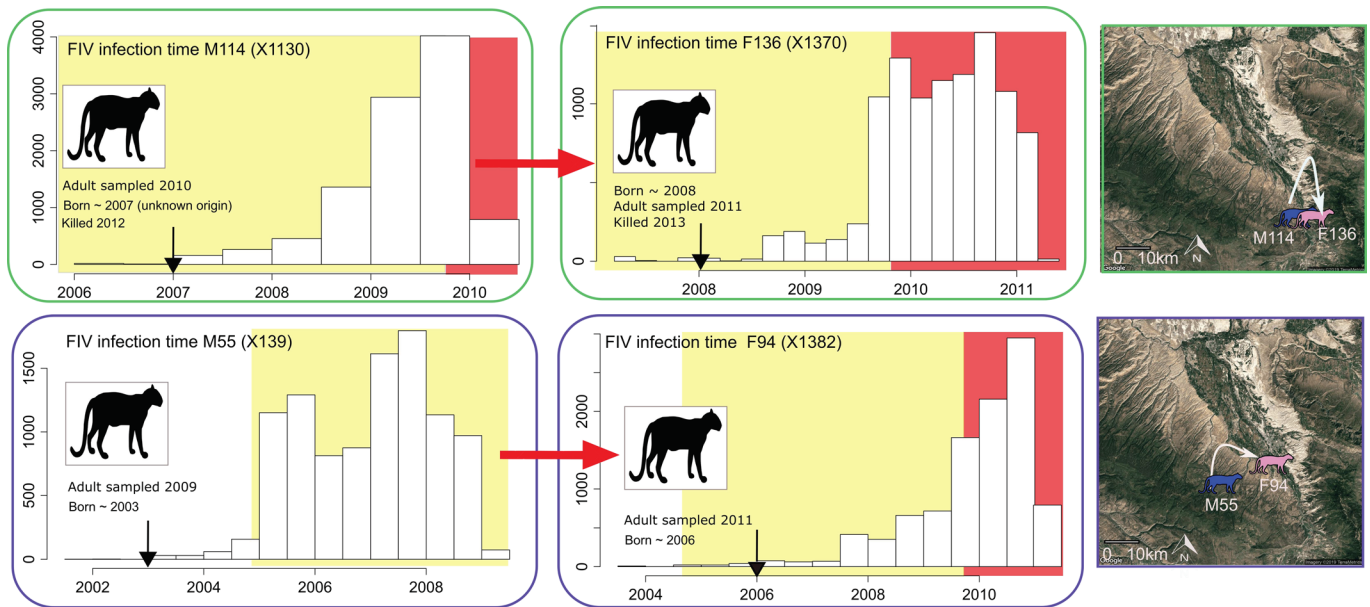 FIV infection time M114 (X1130)
4000
3000
2000
1000
0
Adult sampled 2010
Born ~ 2007 (unknown origin)
Killed 2012
2006 2007 2008 2009 2010
FIV infection time F136 (X1370)
1000
0
Born ~ 2008
Adult sampled 2011
Killed 2013
2008 2009 2010 2011
M114
F136
0 10km
N
Google
FIV infection time M55 (X139)
1500
1000
500
0
Adult sampled 2009
Born ~ 2003
2002 2004 2006 2008
FIV infection time F94 (X1382)
2000
1000
0
Adult sampled 2011
Born ~ 2006
2004 2006 2008 2010
F94
M55
0 10km
N
Google